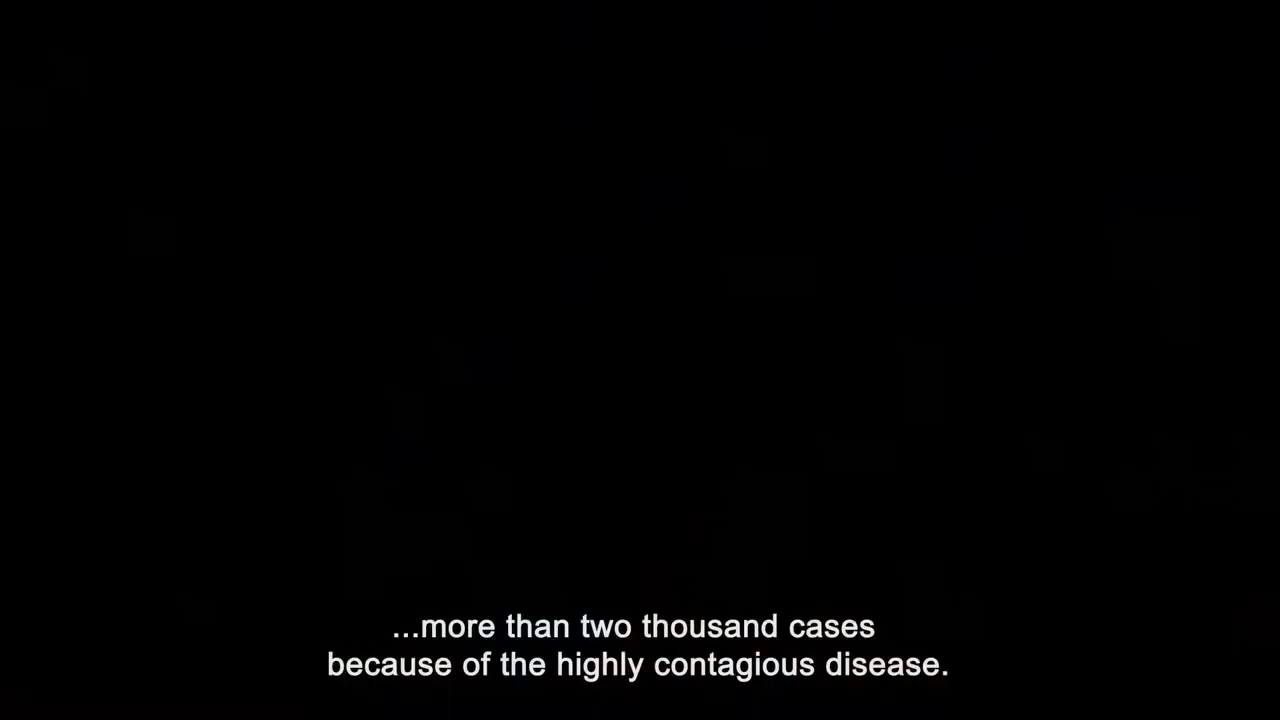 ...more than two thousand cases
because of the highly contagious disease.